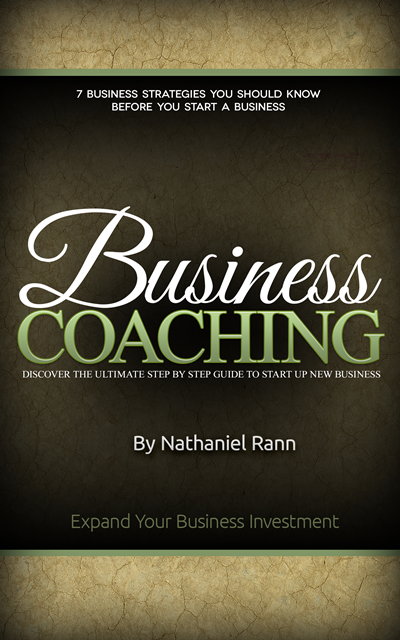 7 BUSINESS STRATEGIES YOU SHOULD KNOW
BEFORE YOU START A BUSINESS
Business
COACHING
DISCOVER THE ULTIMATE STEP BY STEP GUIDE TO START UP NEW BUSINESS
By Nathaniel Rann
Expand Your Business Investment